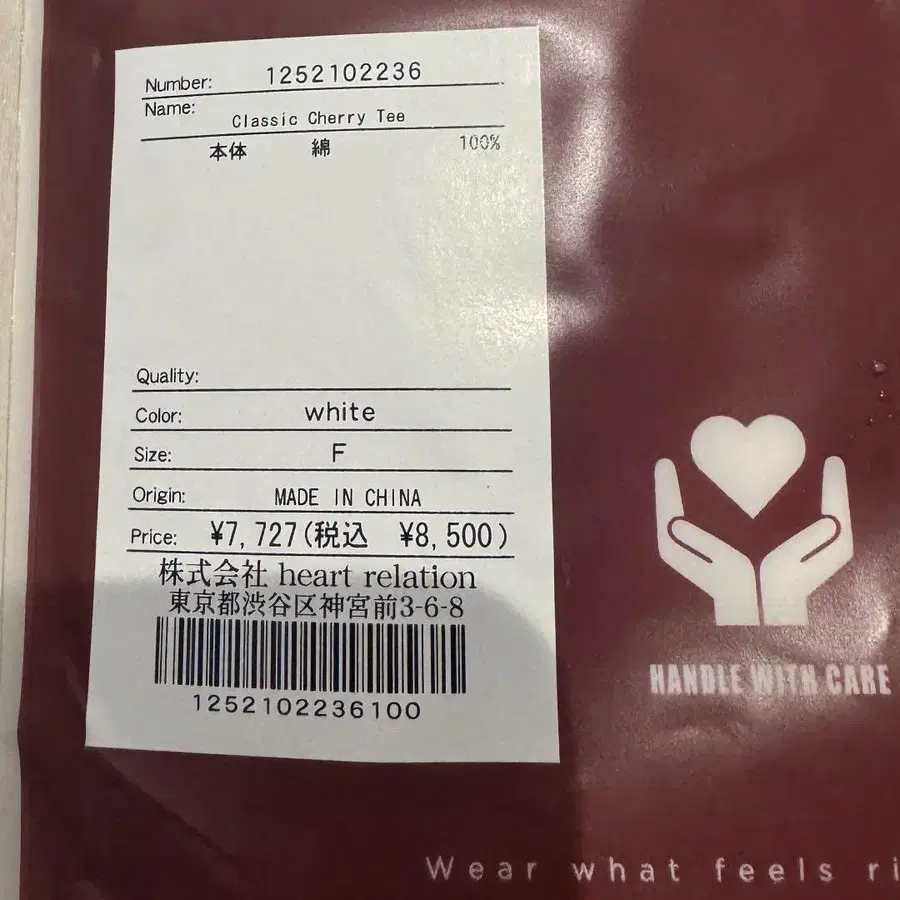 Number: 1252102236
Name:
Classic Cherry Tee
本体 綿 100%
Quality:
Color: white
Size: F
Origin: MADE IN CHINA
Price: ¥7,727(税込 ¥8,500)
株式会社 heart relation
東京都渋谷区神宮前3-6-8
1252102236100
HANDLE WITH CARE
Wear what feels